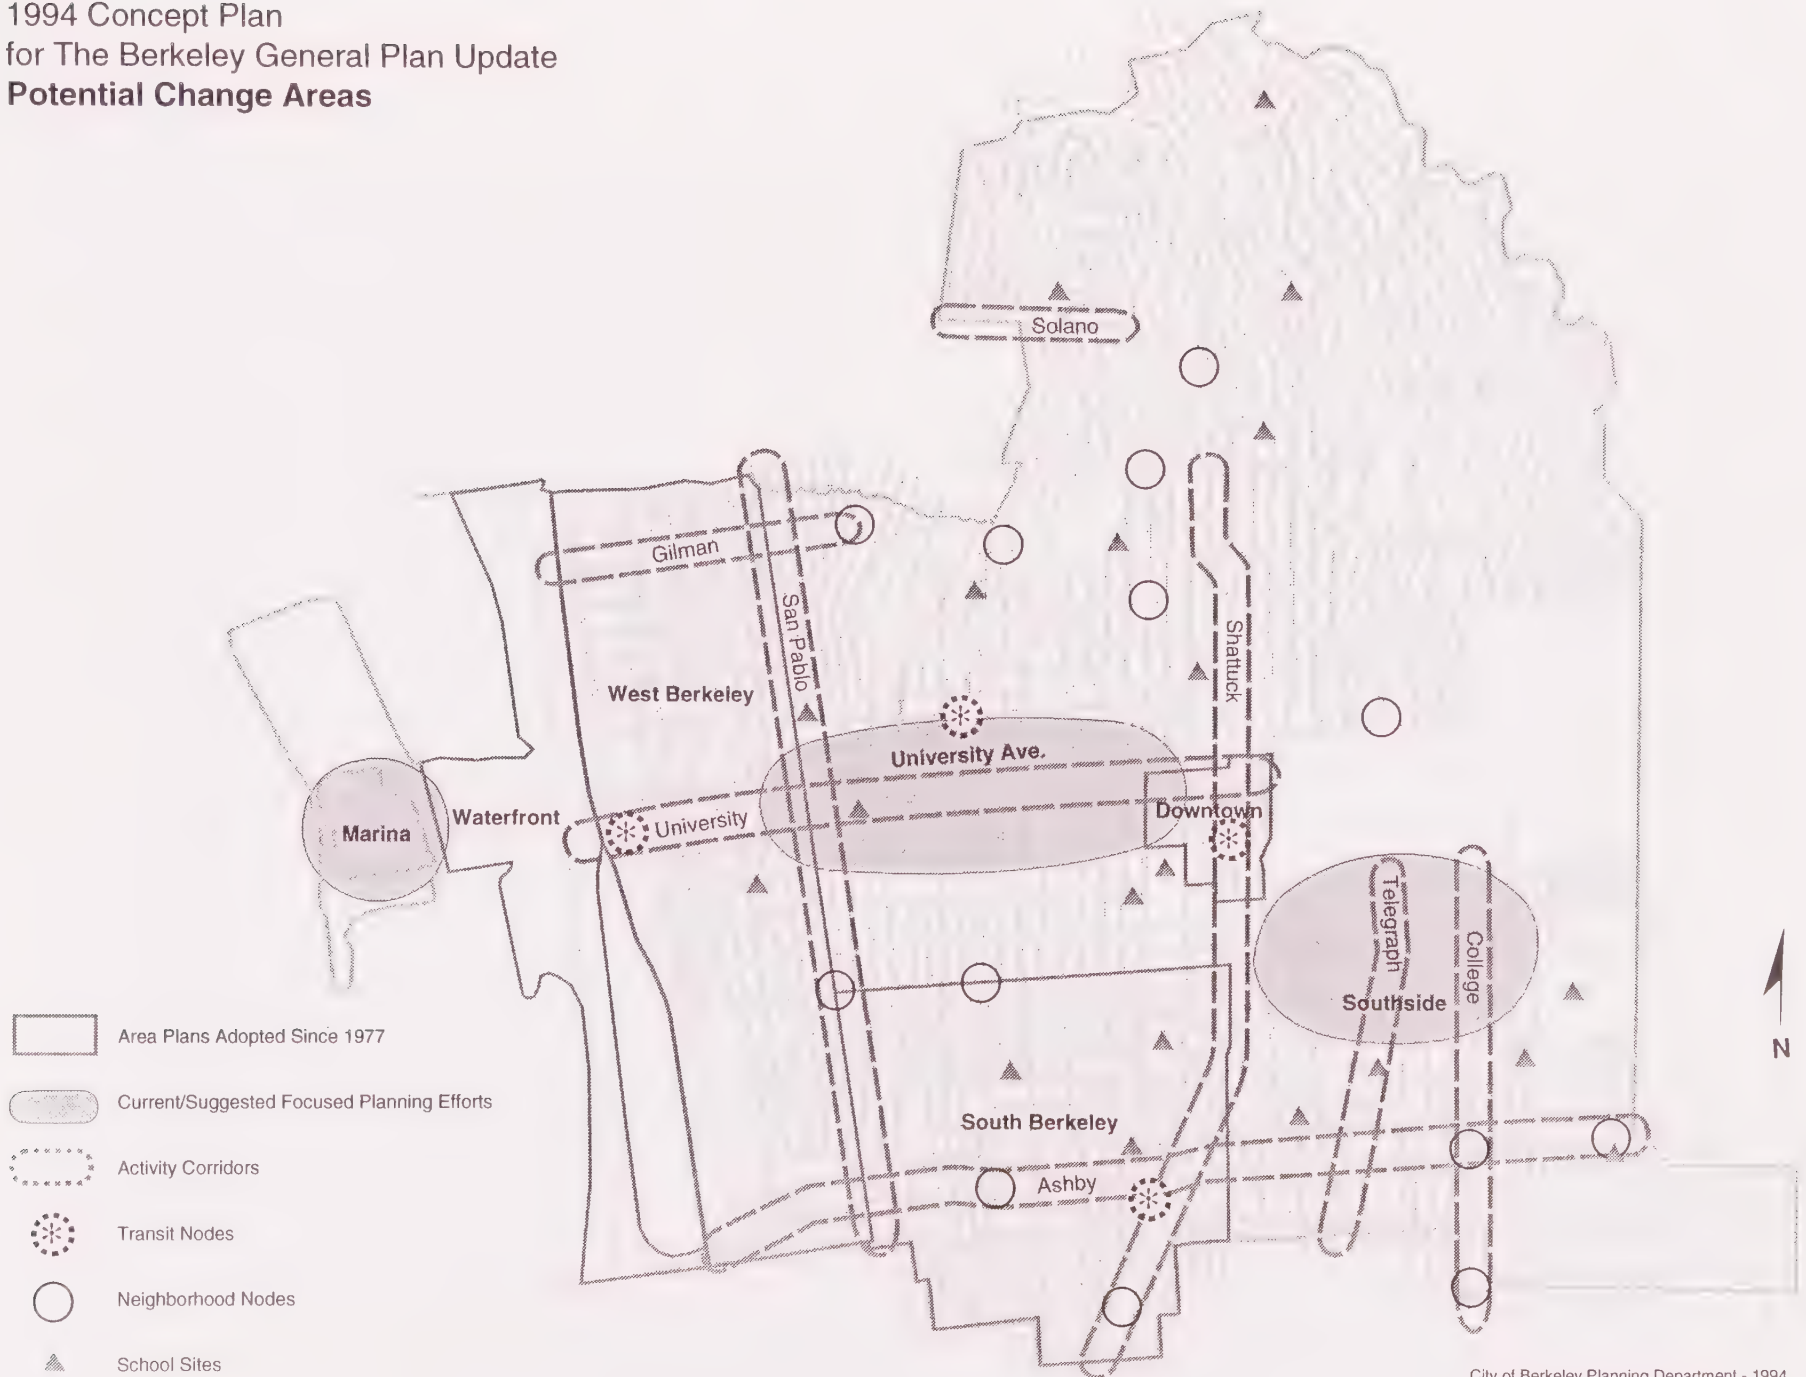 1994 Concept Plan
for The Berkeley General Plan Update
Potential Change Areas
Solano
Gilman
San Pablo
Shattuck
West Berkeley
University Ave.
Marina
Waterfront
University
Downtown
Telegraph
College
Southside
South Berkeley
Ashby
N
Area Plans Adopted Since 1977
Current/Suggested Focused Planning Efforts
Activity Corridors
Transit Nodes
Neighborhood Nodes
School Sites
City of Berkeley Planning Department - 1994